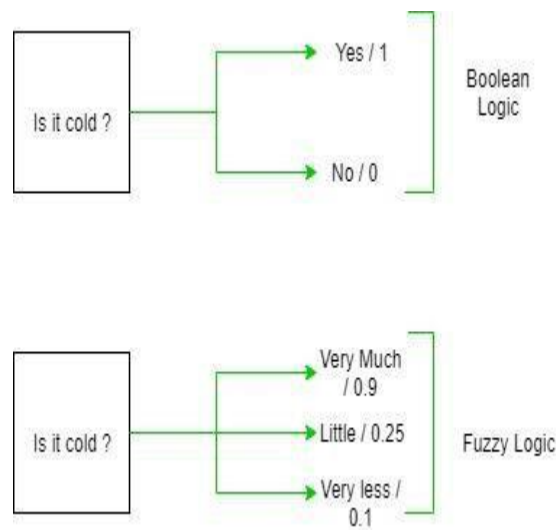 Is it cold ?
Yes / 1
No / 0
Boolean
Logic
Is it cold ?
Very Much
/ 0.9
Little / 0.25
Very less /
0.1
Fuzzy Logic